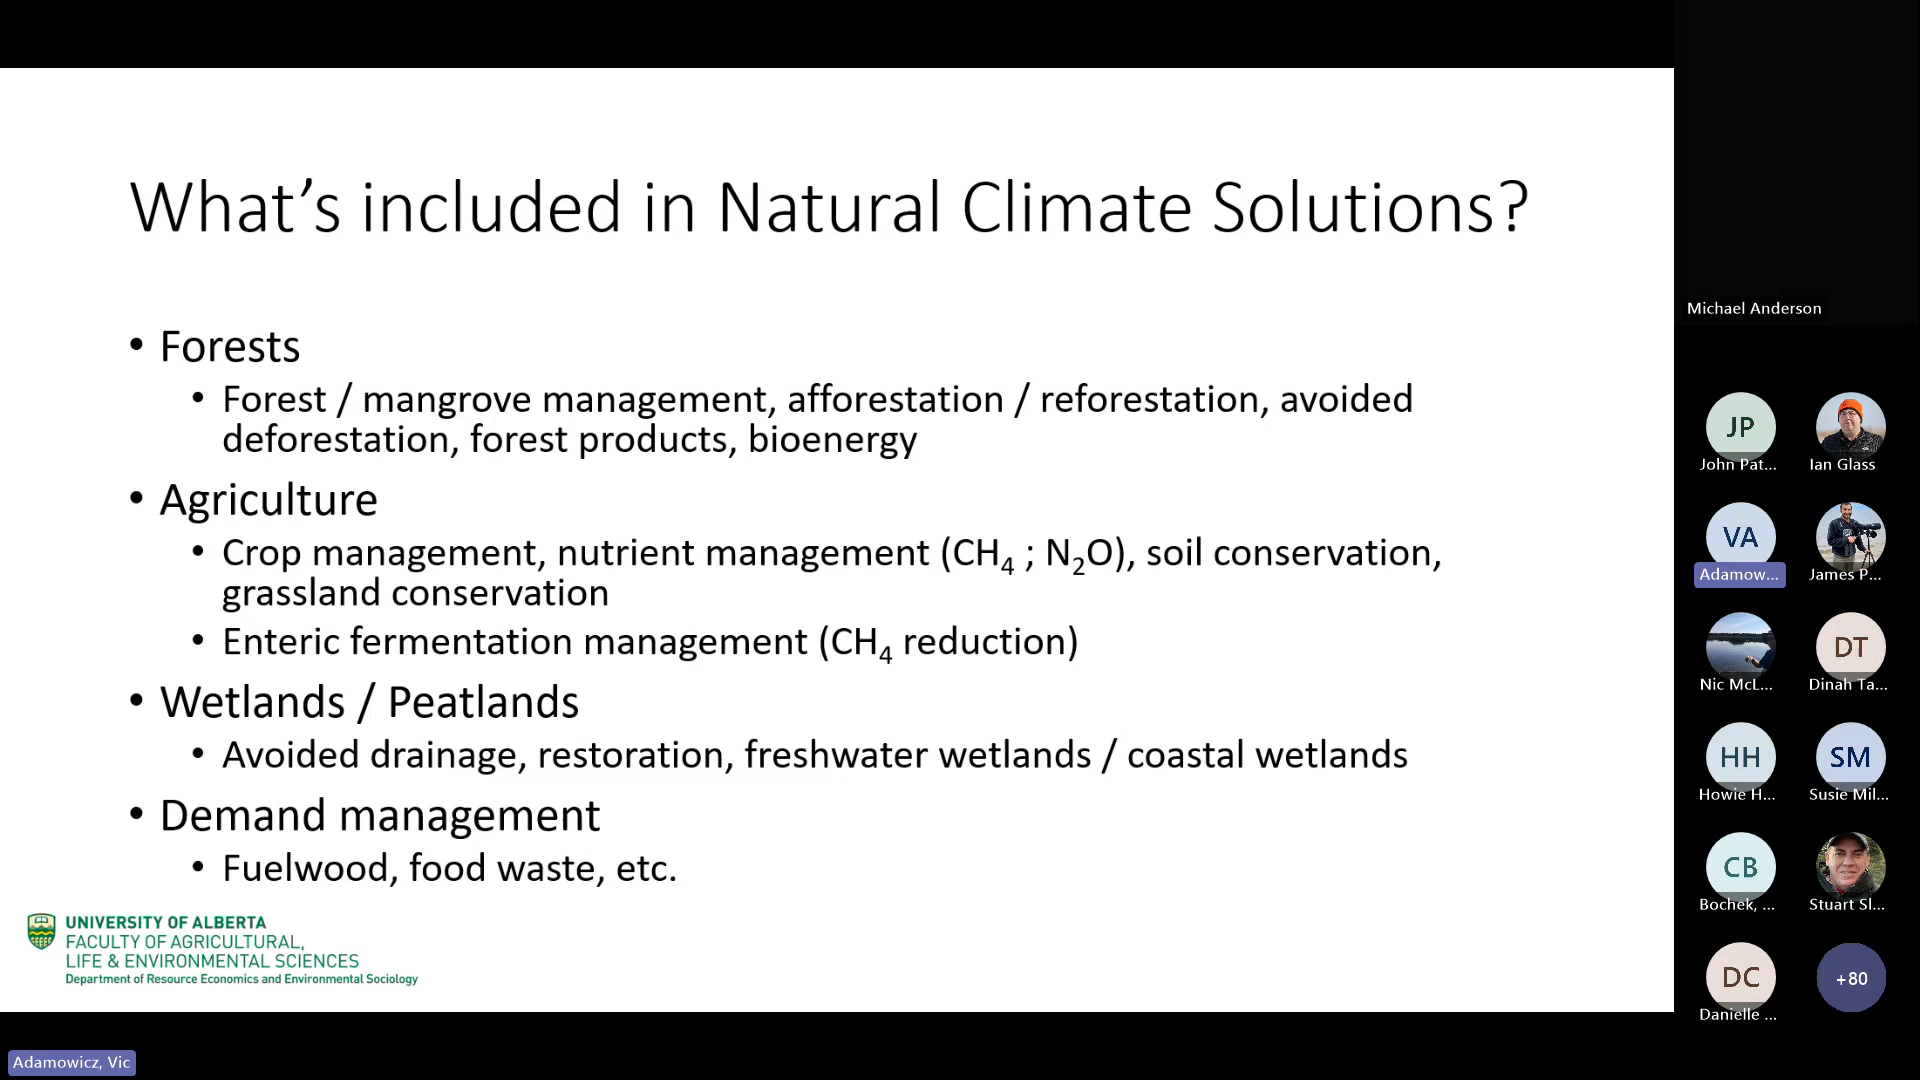 What's included in Natural Climate Solutions?
• Forests
• Forest / mangrove management, afforestation / reforestation, avoided
deforestation, forest products, bioenergy
• Agriculture
• Crop management, nutrient management (CH₄ ; N₂O), soil conservation,
grassland conservation
• Enteric fermentation management (CH₄ reduction)
• Wetlands / Peatlands
• Avoided drainage, restoration, freshwater wetlands / coastal wetlands
• Demand management
• Fuelwood, food waste, etc.
UNIVERSITY OF ALBERTA
FACULTY OF AGRICULTURAL,
LIFE & ENVIRONMENTAL SCIENCES
Department of Resource Economics and Environmental Sociology
Adamowicz, Vic
Michael Anderson
JP
John Pat...
Ian Glass
VA
Adamow...
James P...
Nic McL...
DT
Dinah Ta...
HH
Howie H...
SM
Susie Mil...
CB
Bochek, ...
Stuart Sl...
DC
Danielle ...
+80